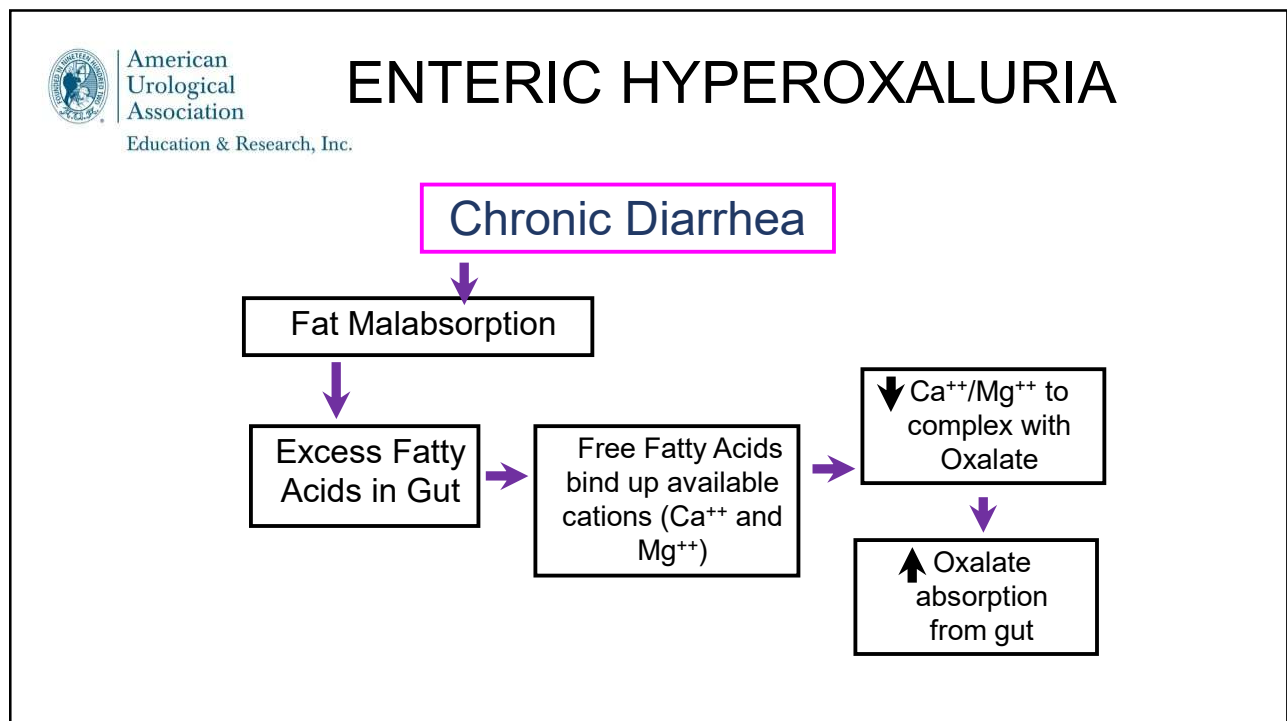 American
Urological
Association
Education & Research, Inc.
ENTERIC HYPEROXALURIA
Chronic Diarrhea
Fat Malabsorption
Excess Fatty
Acids in Gut
Free Fatty Acids
bind up available
cations (Ca⁺⁺ and
Mg⁺⁺)
Ca⁺⁺/Mg⁺⁺ to
complex with
Oxalate
Oxalate
absorption
from gut